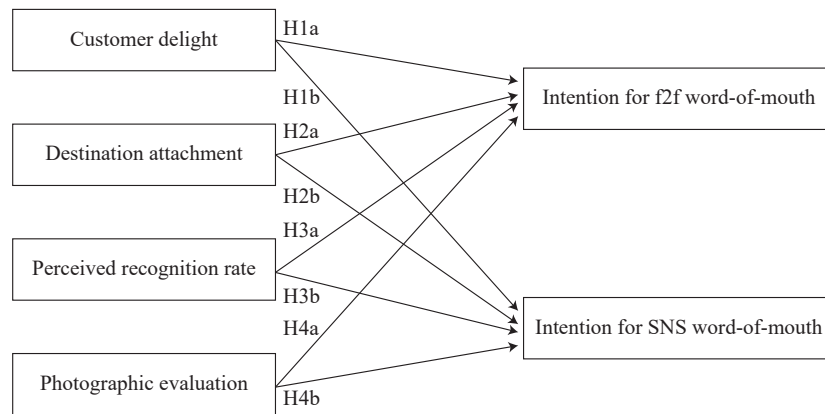 Customer delight
H1a
H1b
Intention for f2f word-of-mouth
H2a
Destination attachment
H2b
H3a
Perceived recognition rate
H3b
Intention for SNS word-of-mouth
H4a
Photographic evaluation
H4b